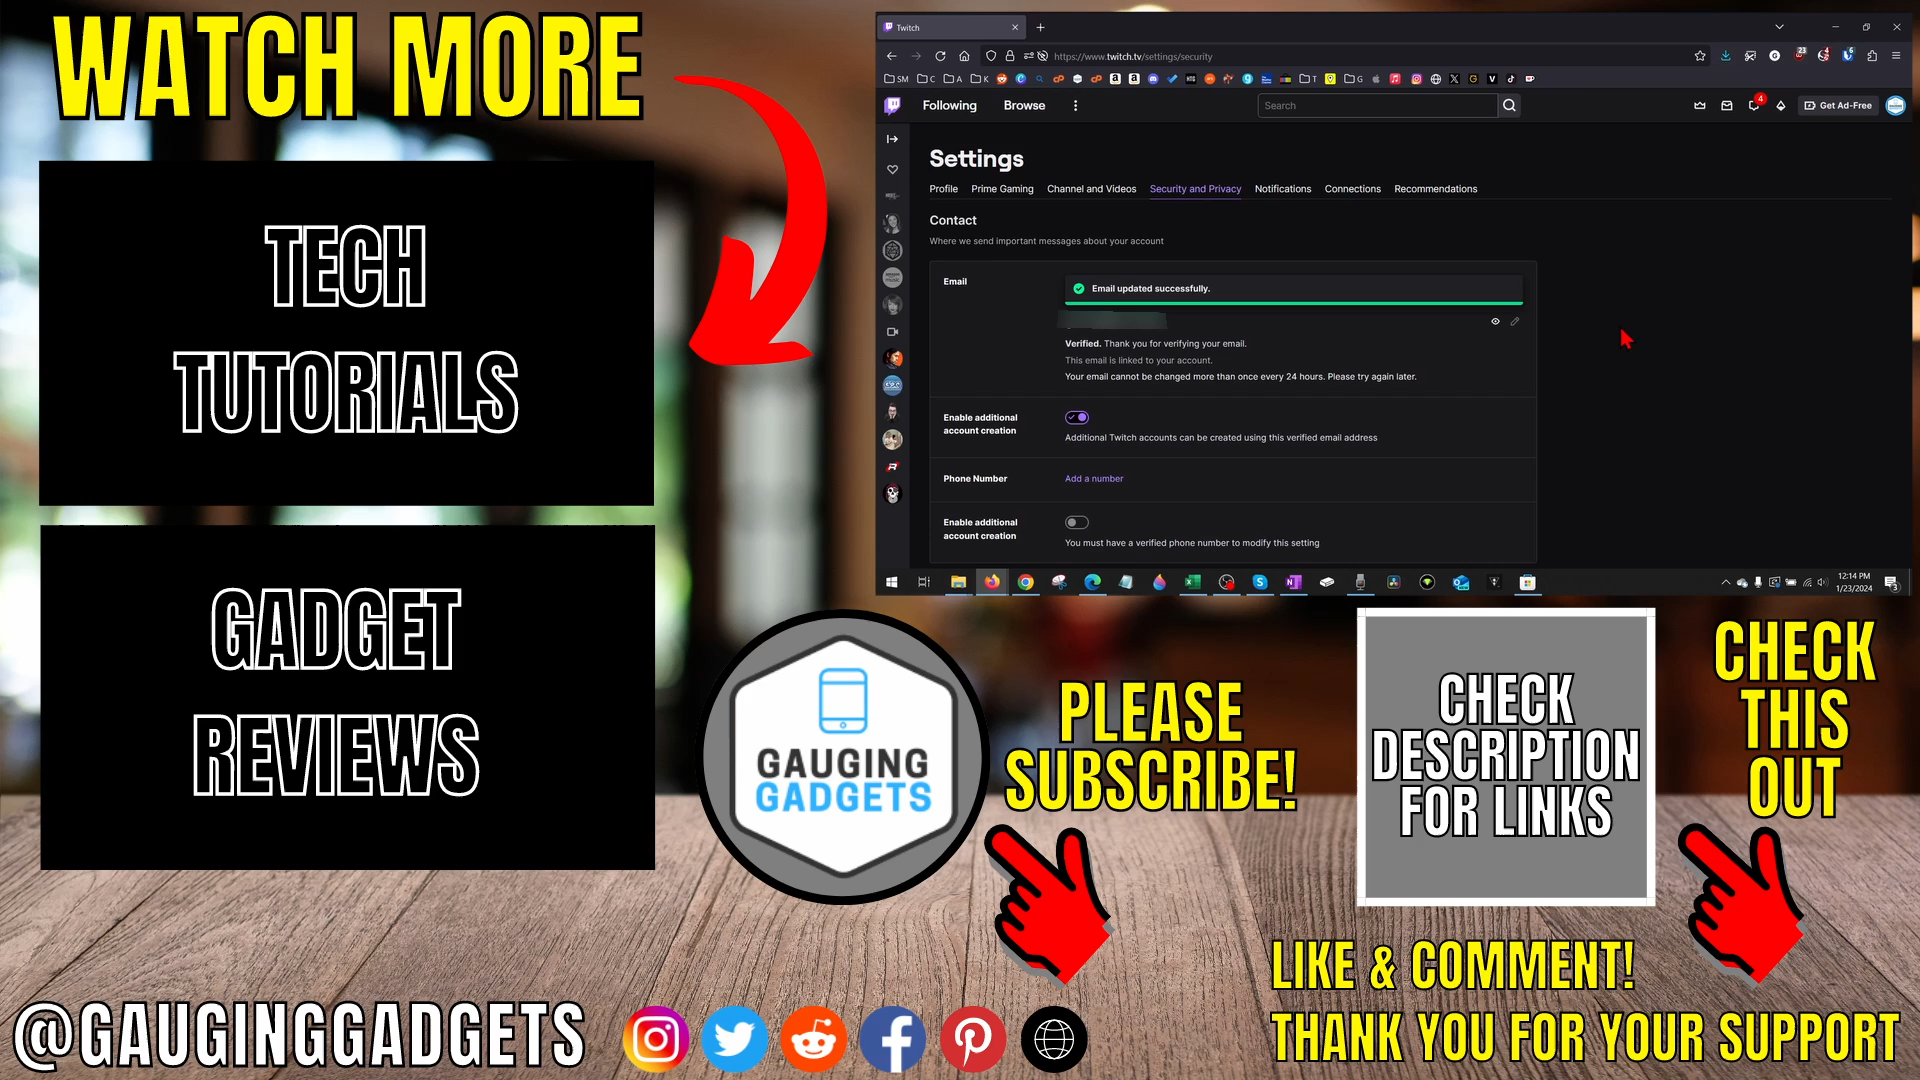 WATCH MORE
TECH
TUTORIALS
GADGET
REVIEWS
Twitch
https://www.twitch.tv/settings/security
SM
C
A
K
T
G
Following
Browse
Search
4
Get Ad-Free
Settings
Profile
Prime Gaming
Channel and Videos
Security and Privacy
Notifications
Connections
Recommendations
Contact
Where we send important messages about your account
Email
Email updated successfully.
Verified. Thank you for verifying your email.
This email is linked to your account.
Your email cannot be changed more than once every 24 hours. Please try again later.
Enable additional
account creation
Additional Twitch accounts can be created using this verified email address
Phone Number
Add a number
Enable additional
account creation
You must have a verified phone number to modify this setting
12:14 PM
1/23/2024
GAUGING
GADGETS
PLEASE
SUBSCRIBE!
CHECK
DESCRIPTION
FOR LINKS
CHECK
THIS
OUT
LIKE & COMMENT!
THANK YOU FOR YOUR SUPPORT
@GAUGINGGADGETS